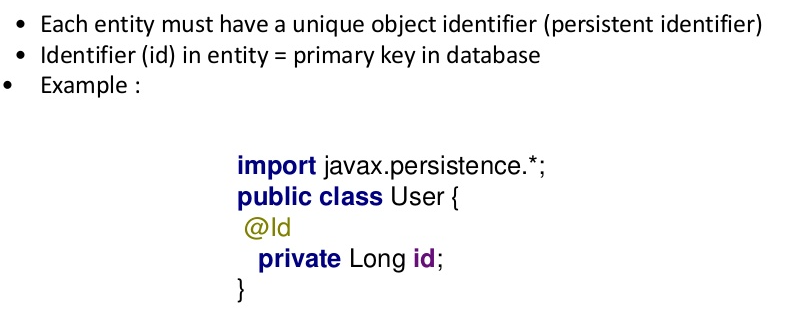 • Each entity must have a unique object identifier (persistent identifier)
• Identifier (id) in entity = primary key in database
• Example :
import javax.persistence.*;
public class User {
@Id
private Long id;
}